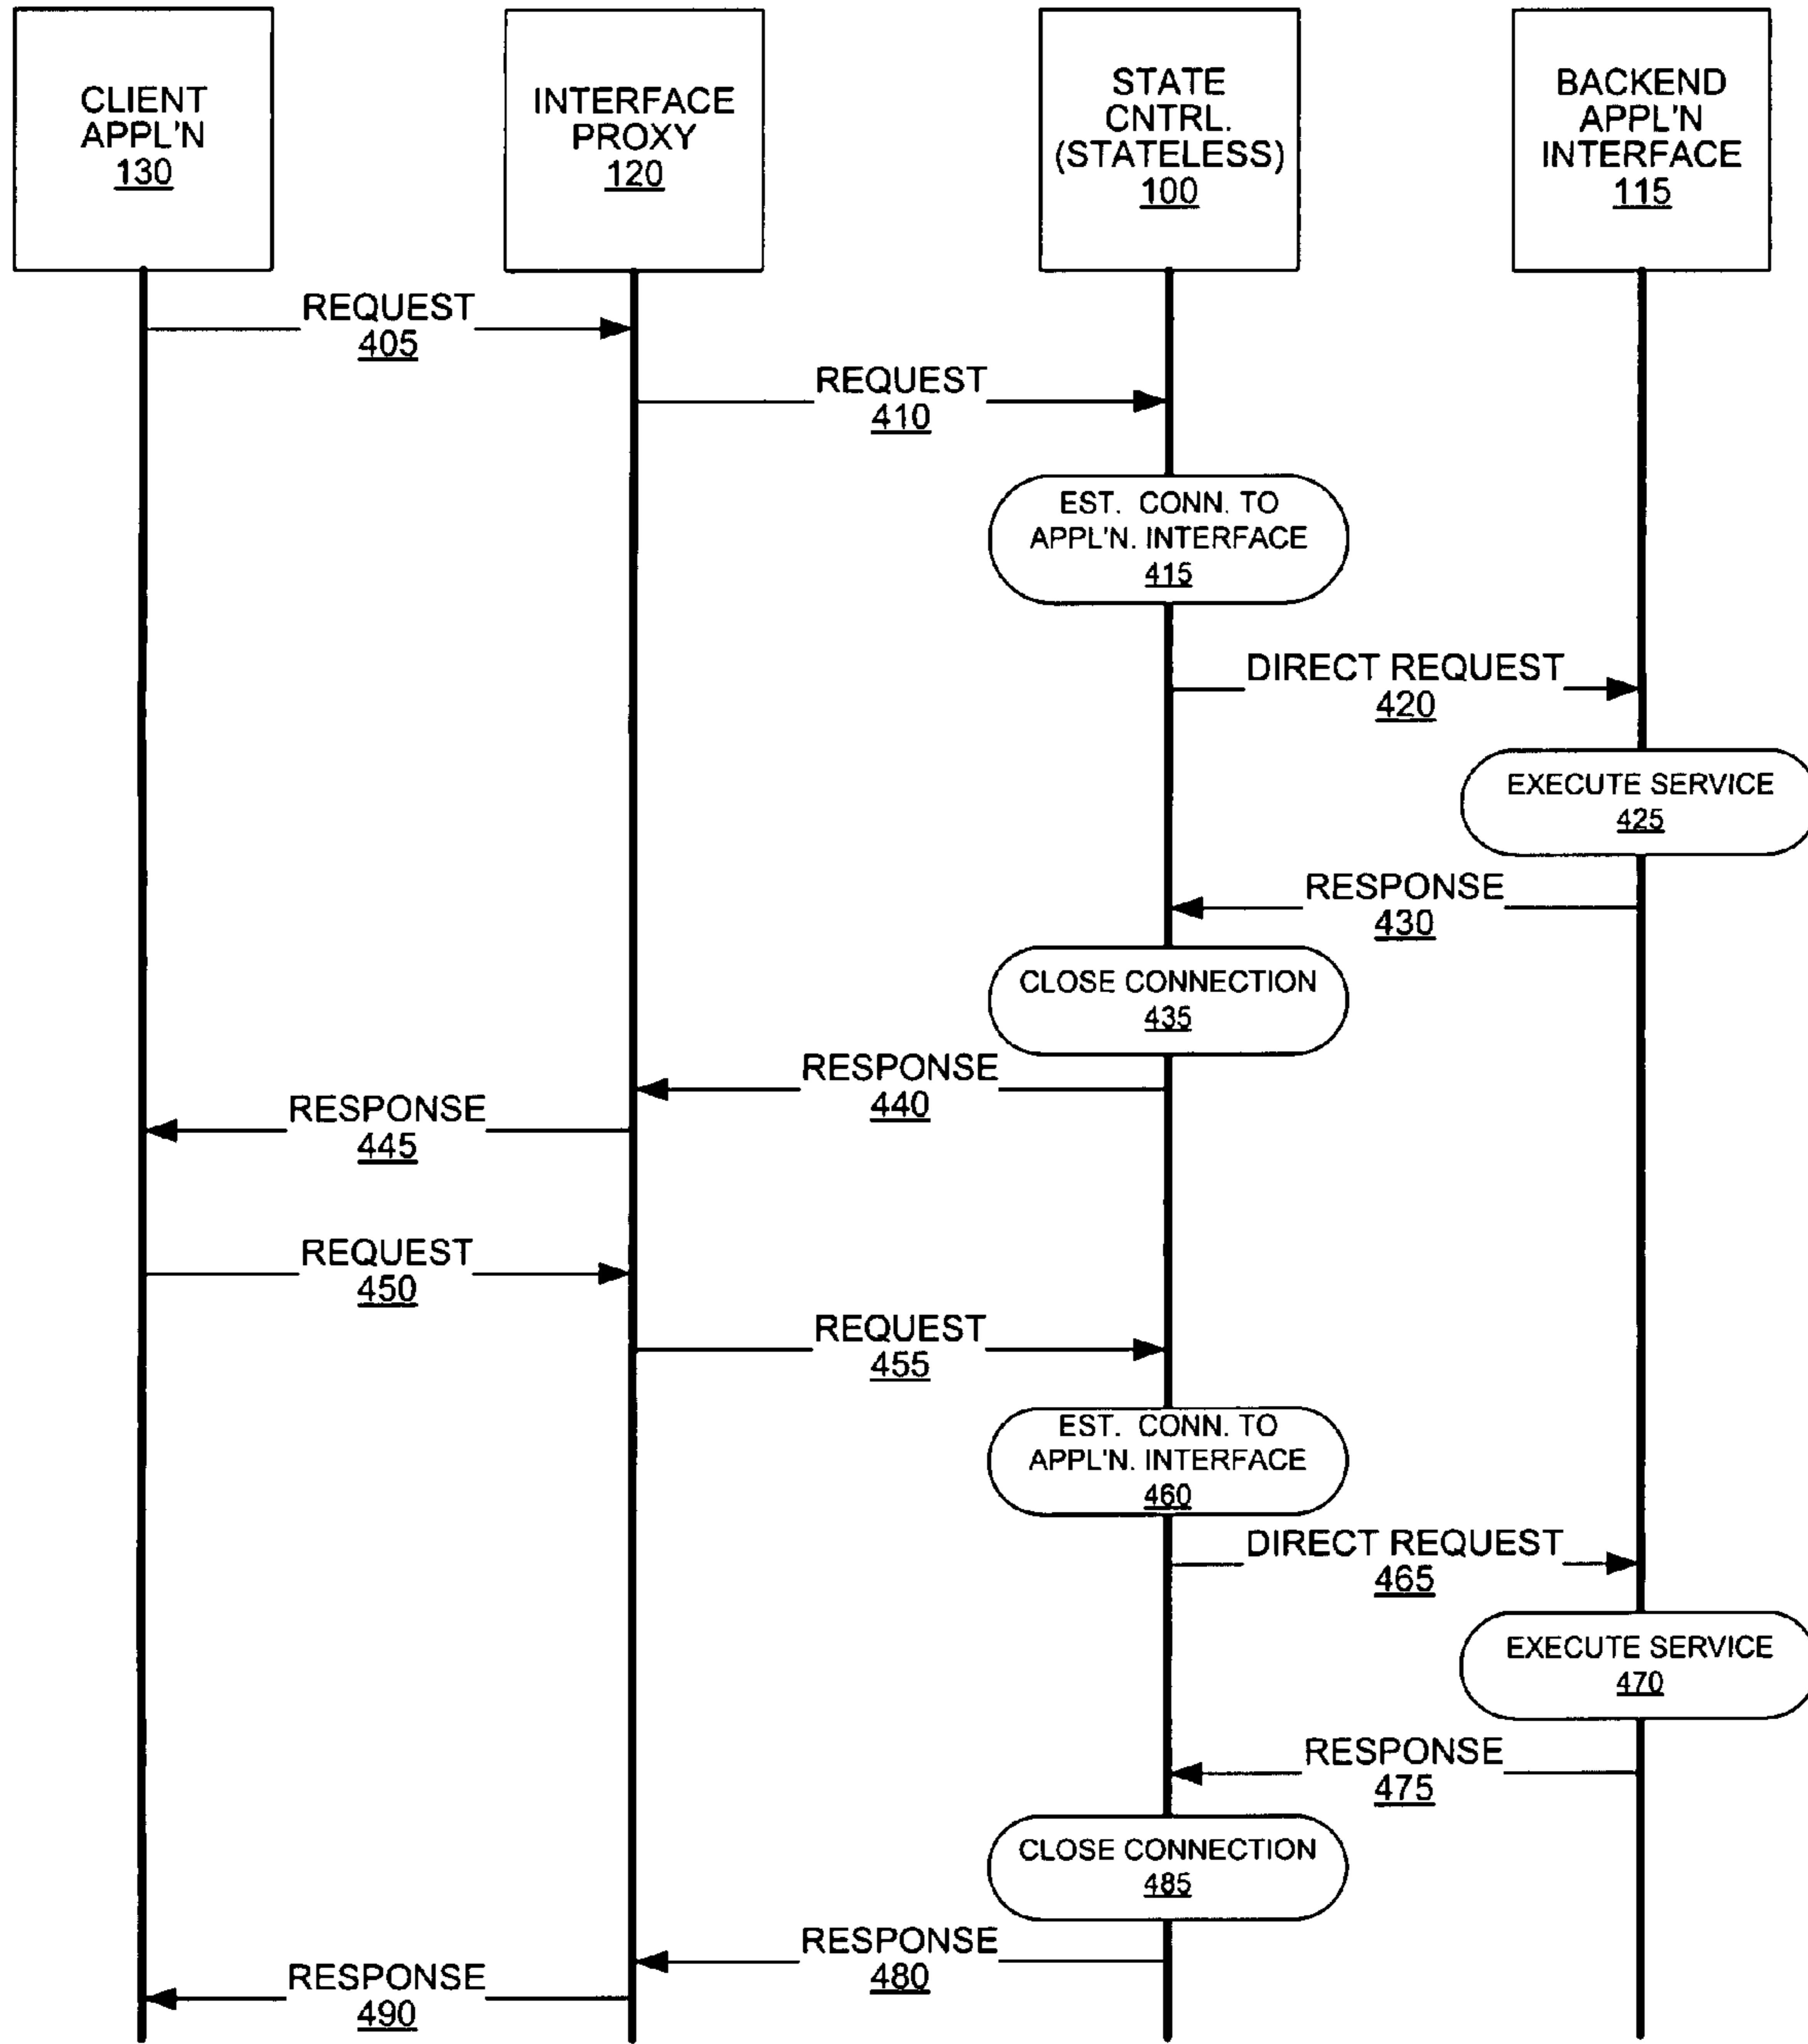 CLIENT
APPL'N
130
INTERFACE
PROXY
120
STATE
CNTRL.
(STATELESS)
100
BACKEND
APPL'N
INTERFACE
115
REQUEST
405
REQUEST
410
EST. CONN. TO
APPL'N. INTERFACE
415
DIRECT REQUEST
420
EXECUTE SERVICE
425
RESPONSE
430
CLOSE CONNECTION
435
RESPONSE
440
RESPONSE
445
REQUEST
450
REQUEST
455
EST. CONN. TO
APPL'N. INTERFACE
460
DIRECT REQUEST
465
EXECUTE SERVICE
470
RESPONSE
475
CLOSE CONNECTION
485
RESPONSE
480
RESPONSE
490